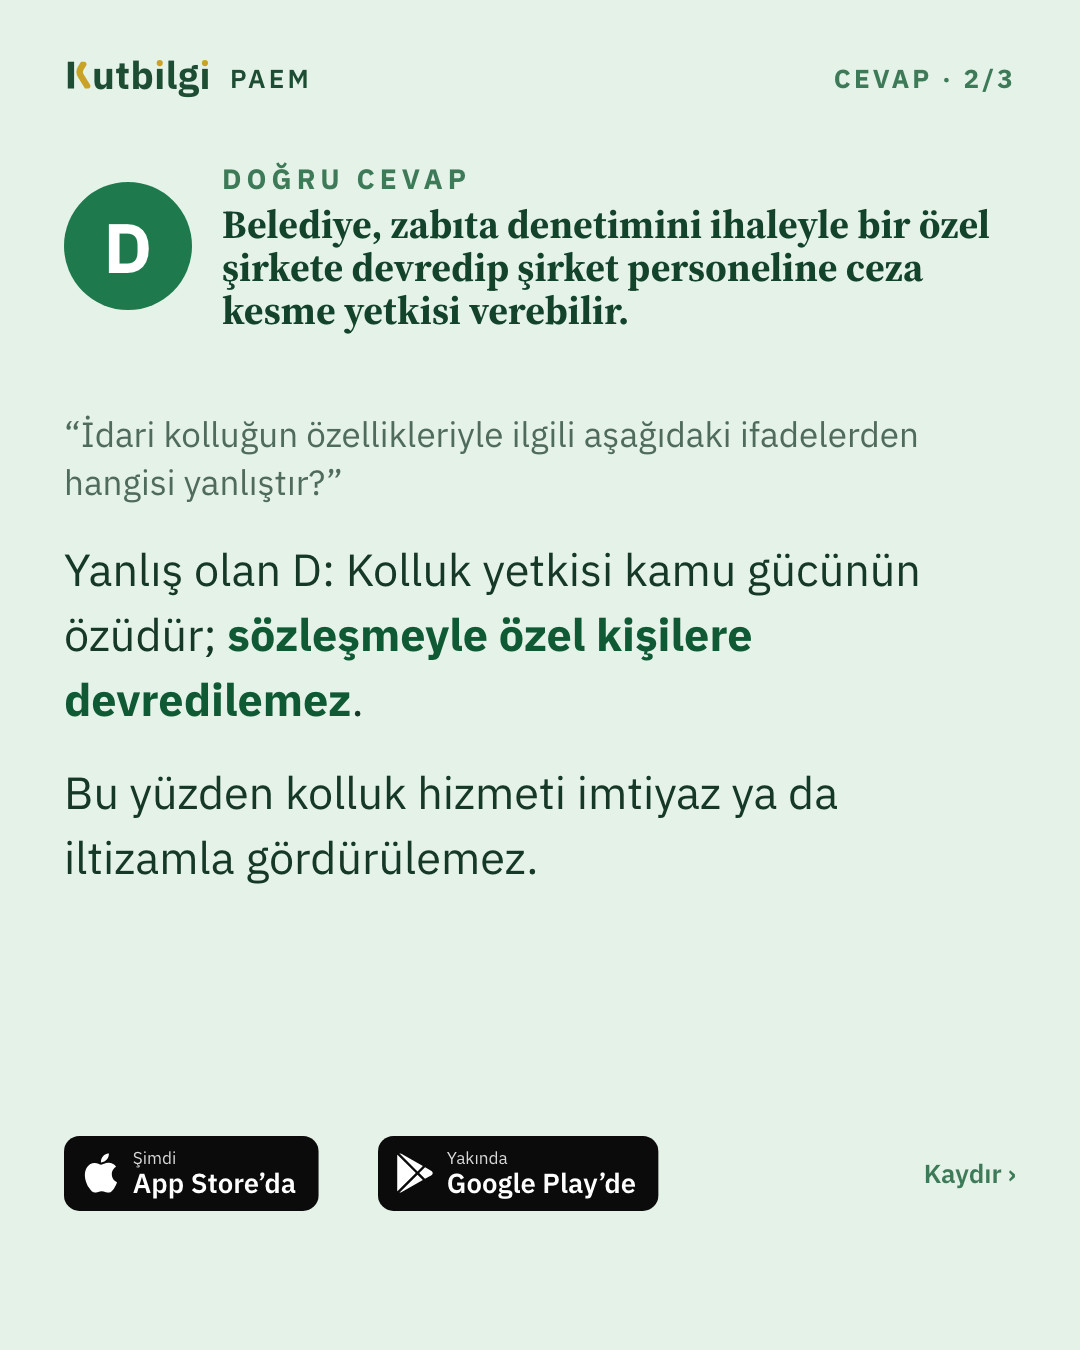 Kutbilgi PAEM
CEVAP · 2/3
D
DOĞRU CEVAP
Belediye, zabıta denetimini ihaleyle bir özel
şirkete devredip şirket personeline ceza
kesme yetkisi verebilir.
“İdari kolluğun özellikleriyle ilgili aşağıdaki ifadelerden
hangisi yanlıştır?”
Yanlış olan D: Kolluk yetkisi kamu gücünün
özüdür; sözleşmeyle özel kişilere
devredilemez.
Bu yüzden kolluk hizmeti imtiyaz ya da
iltizamla gördürülemez.
Şimdi
App Store’da
Yakında
Google Play’de
Kaydır ›